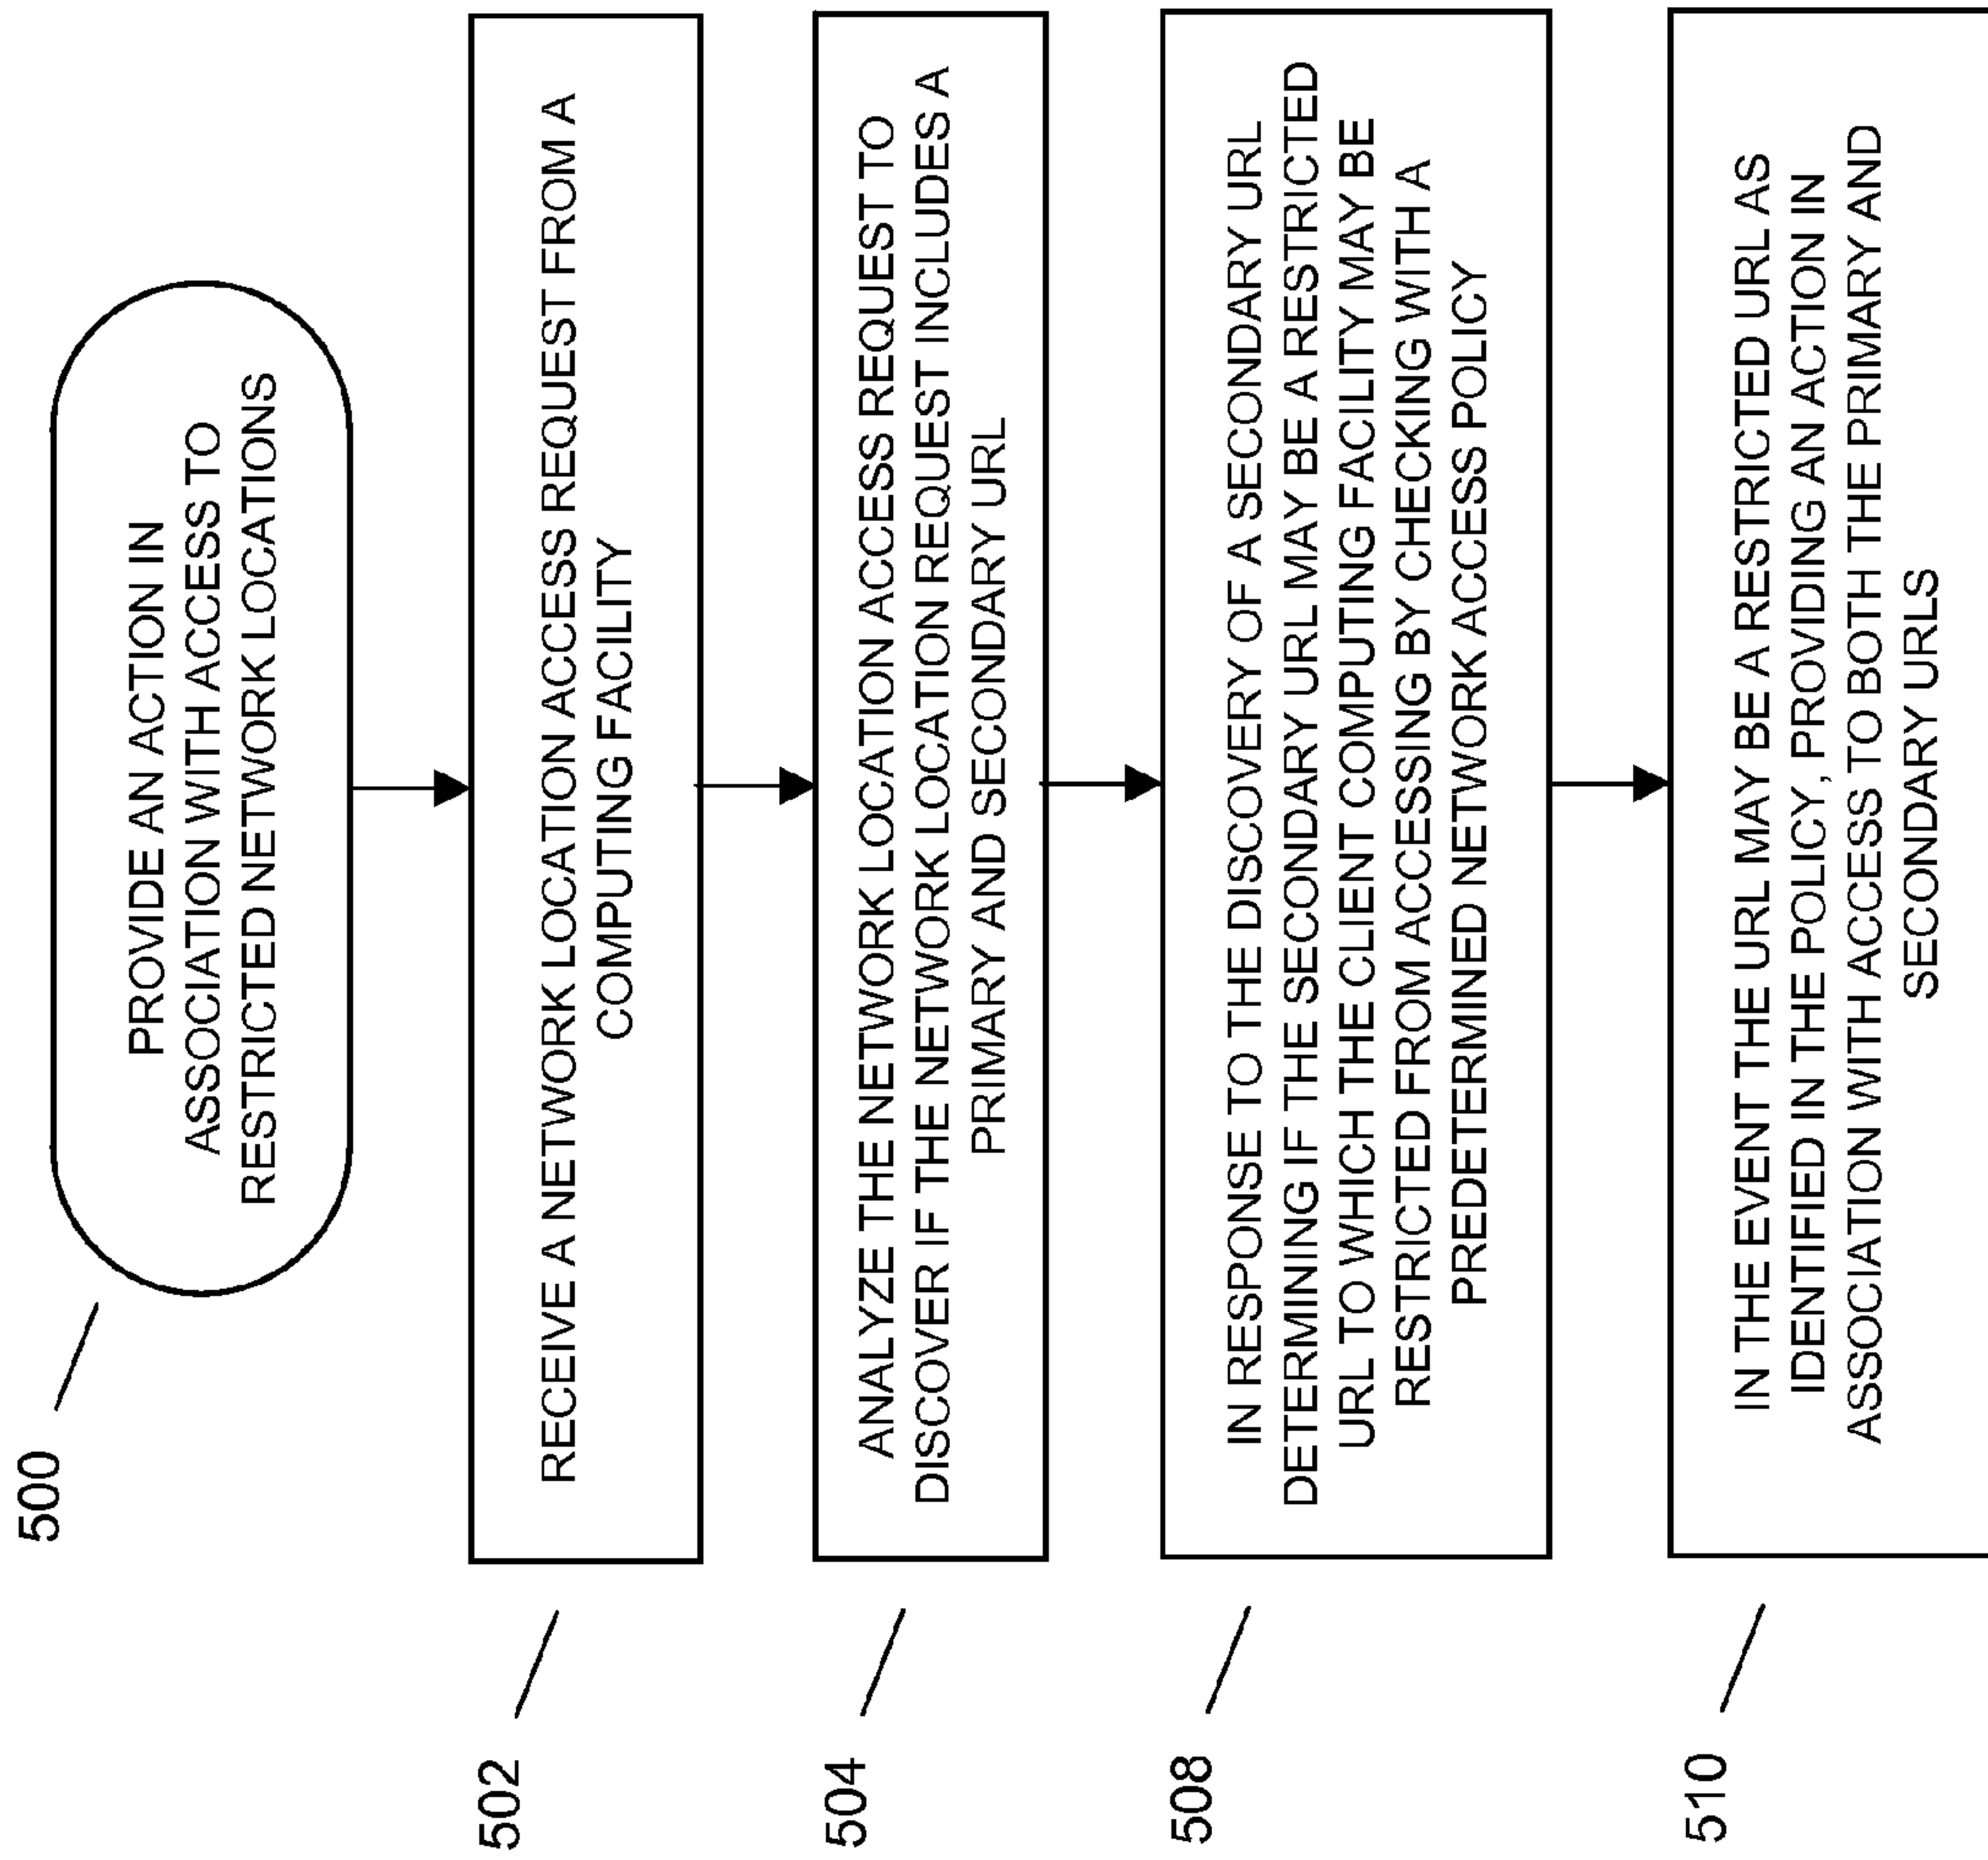 500
PROVIDE AN ACTION IN
ASSOCIATION WITH ACCESS TO
RESTRICTED NETWORK LOCATIONS
502
RECEIVE A NETWORK LOCATION ACCESS REQUEST FROM A
COMPUTING FACILITY
504
ANALYZE THE NETWORK LOCATION ACCESS REQUEST TO
DISCOVER IF THE NETWORK LOCATION REQUEST INCLUDES A
PRIMARY AND SECONDARY URL
508
IN RESPONSE TO THE DISCOVERY OF A SECONDARY URL
DETERMINING IF THE SECONDARY URL MAY BE A RESTRICTED
URL TO WHICH THE CLIENT COMPUTING FACILITY MAY BE
RESTRICTED FROM ACCESSING BY CHECKING WITH A
PREDETERMINED NETWORK ACCESS POLICY
510
IN THE EVENT THE URL MAY BE A RESTRICTED URL AS
IDENTIFIED IN THE POLICY, PROVIDING AN ACTION IN
ASSOCIATION WITH ACCESS TO BOTH THE PRIMARY AND
SECONDARY URLS